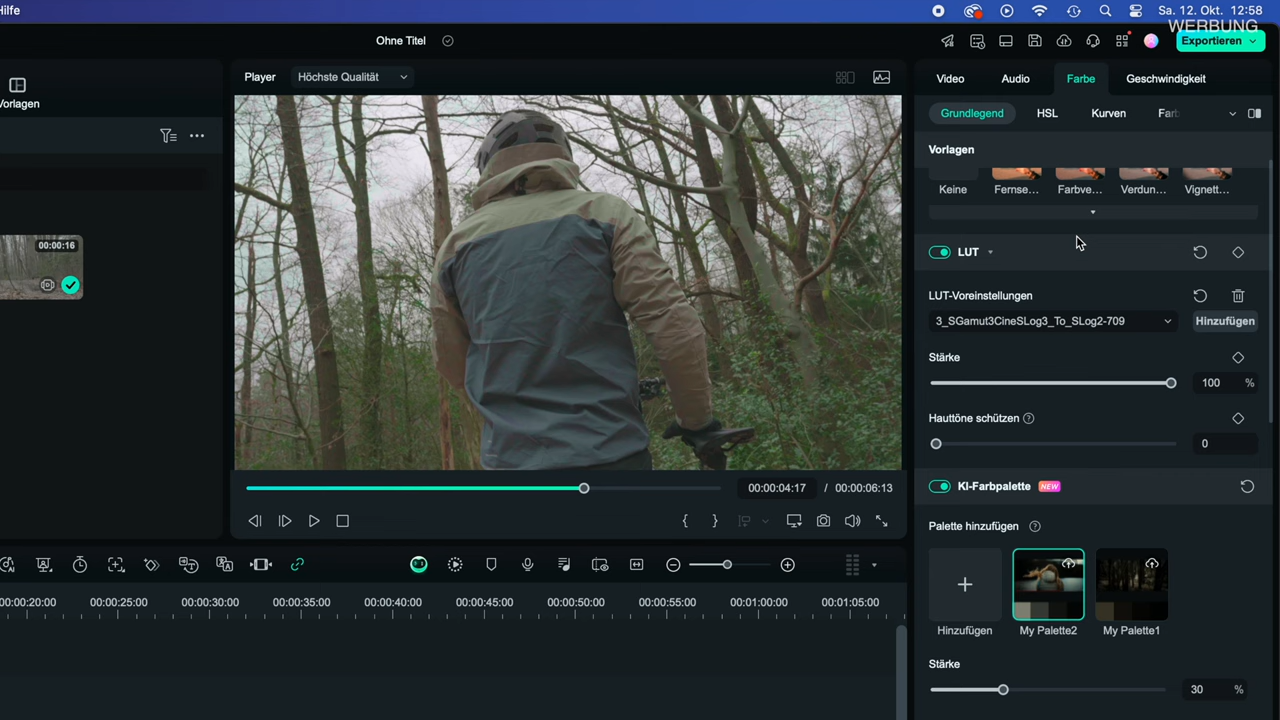 Hilfe
Sa. 12. Okt. 12:58
WERBUNG
Ohne Titel
Exportieren
Vorlagen
Player
Höchste Qualität
Video
Audio
Farbe
Geschwindigkeit
Grundlegend
HSL
Kurven
Farb
Vorlagen
Keine
Fernse...
Farbve...
Verdun...
Vignett...
00:00:16
LUT
LUT-Voreinstellungen
3_SGamut3CineSLog3_To_SLog2-709
Hinzufügen
Stärke
100 %
Hauttöne schützen
0
KI-Farbpalette NEW
00:00:04:17 / 00:00:06:13
Palette hinzufügen
Hinzufügen
My Palette2
My Palette1
Stärke
30 %
00:00:20:00
00:00:25:00
00:00:30:00
00:00:35:00
00:00:40:00
00:00:45:00
00:00:50:00
00:00:55:00
00:01:00:00
00:01:05:00